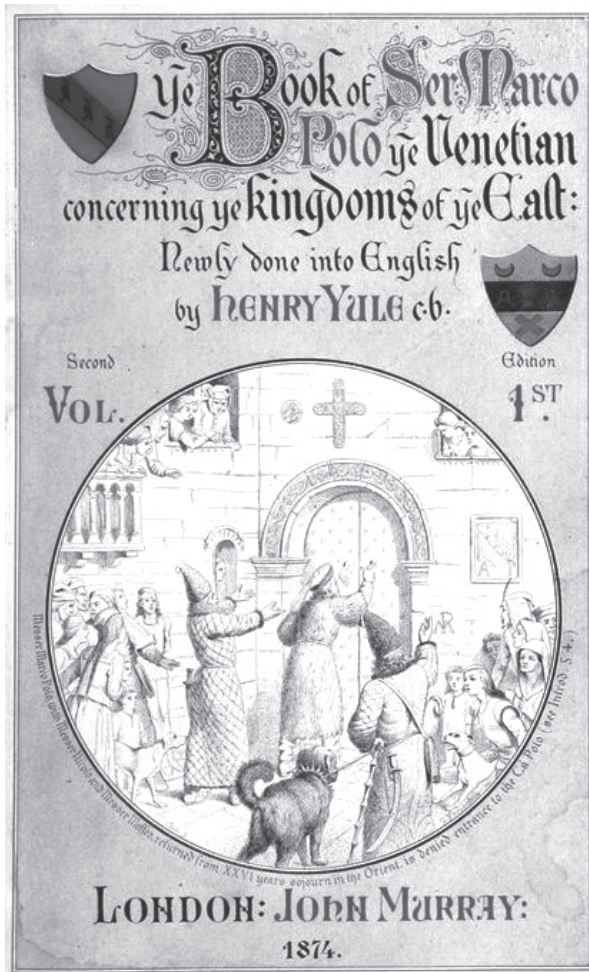 ye Book of Ser Marco
Polo ye Venetian
concerning ye kingdoms of ye East:
Newly done into English
by HENRY YULE c.b.
Second
Edition
VOL.
1ST.
Messer Marco Polo, with Messer Nicolo and Messer Maffeo, returned from XXVI years sojourn in the Orient, is denied entrance to the Ca Polo. (see Introd. § 4.)
LONDON: JOHN MURRAY:
1874.